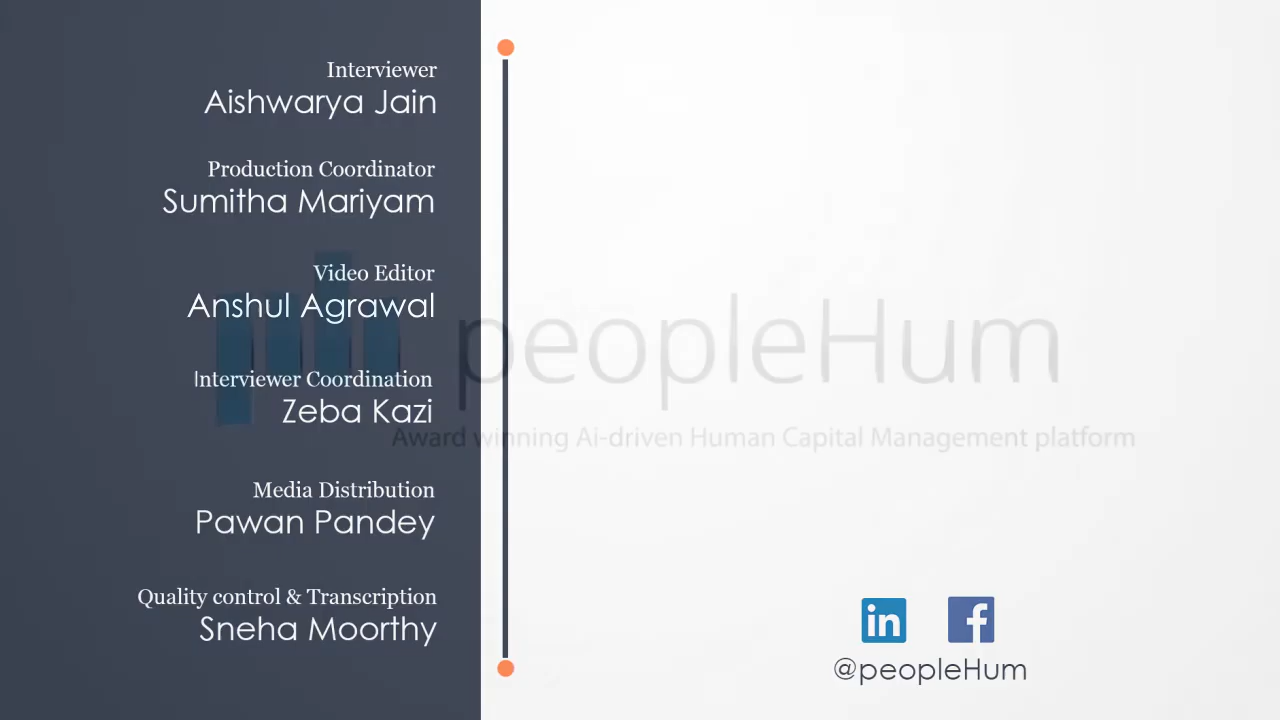 Interviewer
Aishwarya Jain
Production Coordinator
Sumitha Mariyam
Video Editor
Anshul Agrawal
Interviewer Coordination
Zeba Kazi
Media Distribution
Pawan Pandey
Quality control & Transcription
Sneha Moorthy
peopleHum
Award winning Ai-driven Human Capital Management platform
in f
@peopleHum